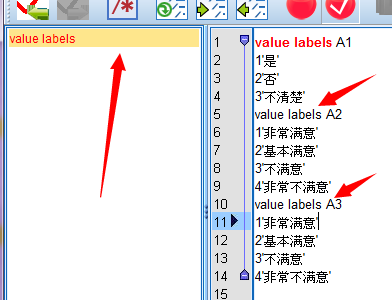 value labels
1 value labels A1
2 1'是'
3 2'否'
4 3'不清楚'
5 value labels A2
6 1'非常满意'
7 2'基本满意'
8 3'不满意'
9 4'非常不满意'
10 value labels A3
11 1'非常满意'
12 2'基本满意'
13 3'不满意'
14 4'非常不满意'
15